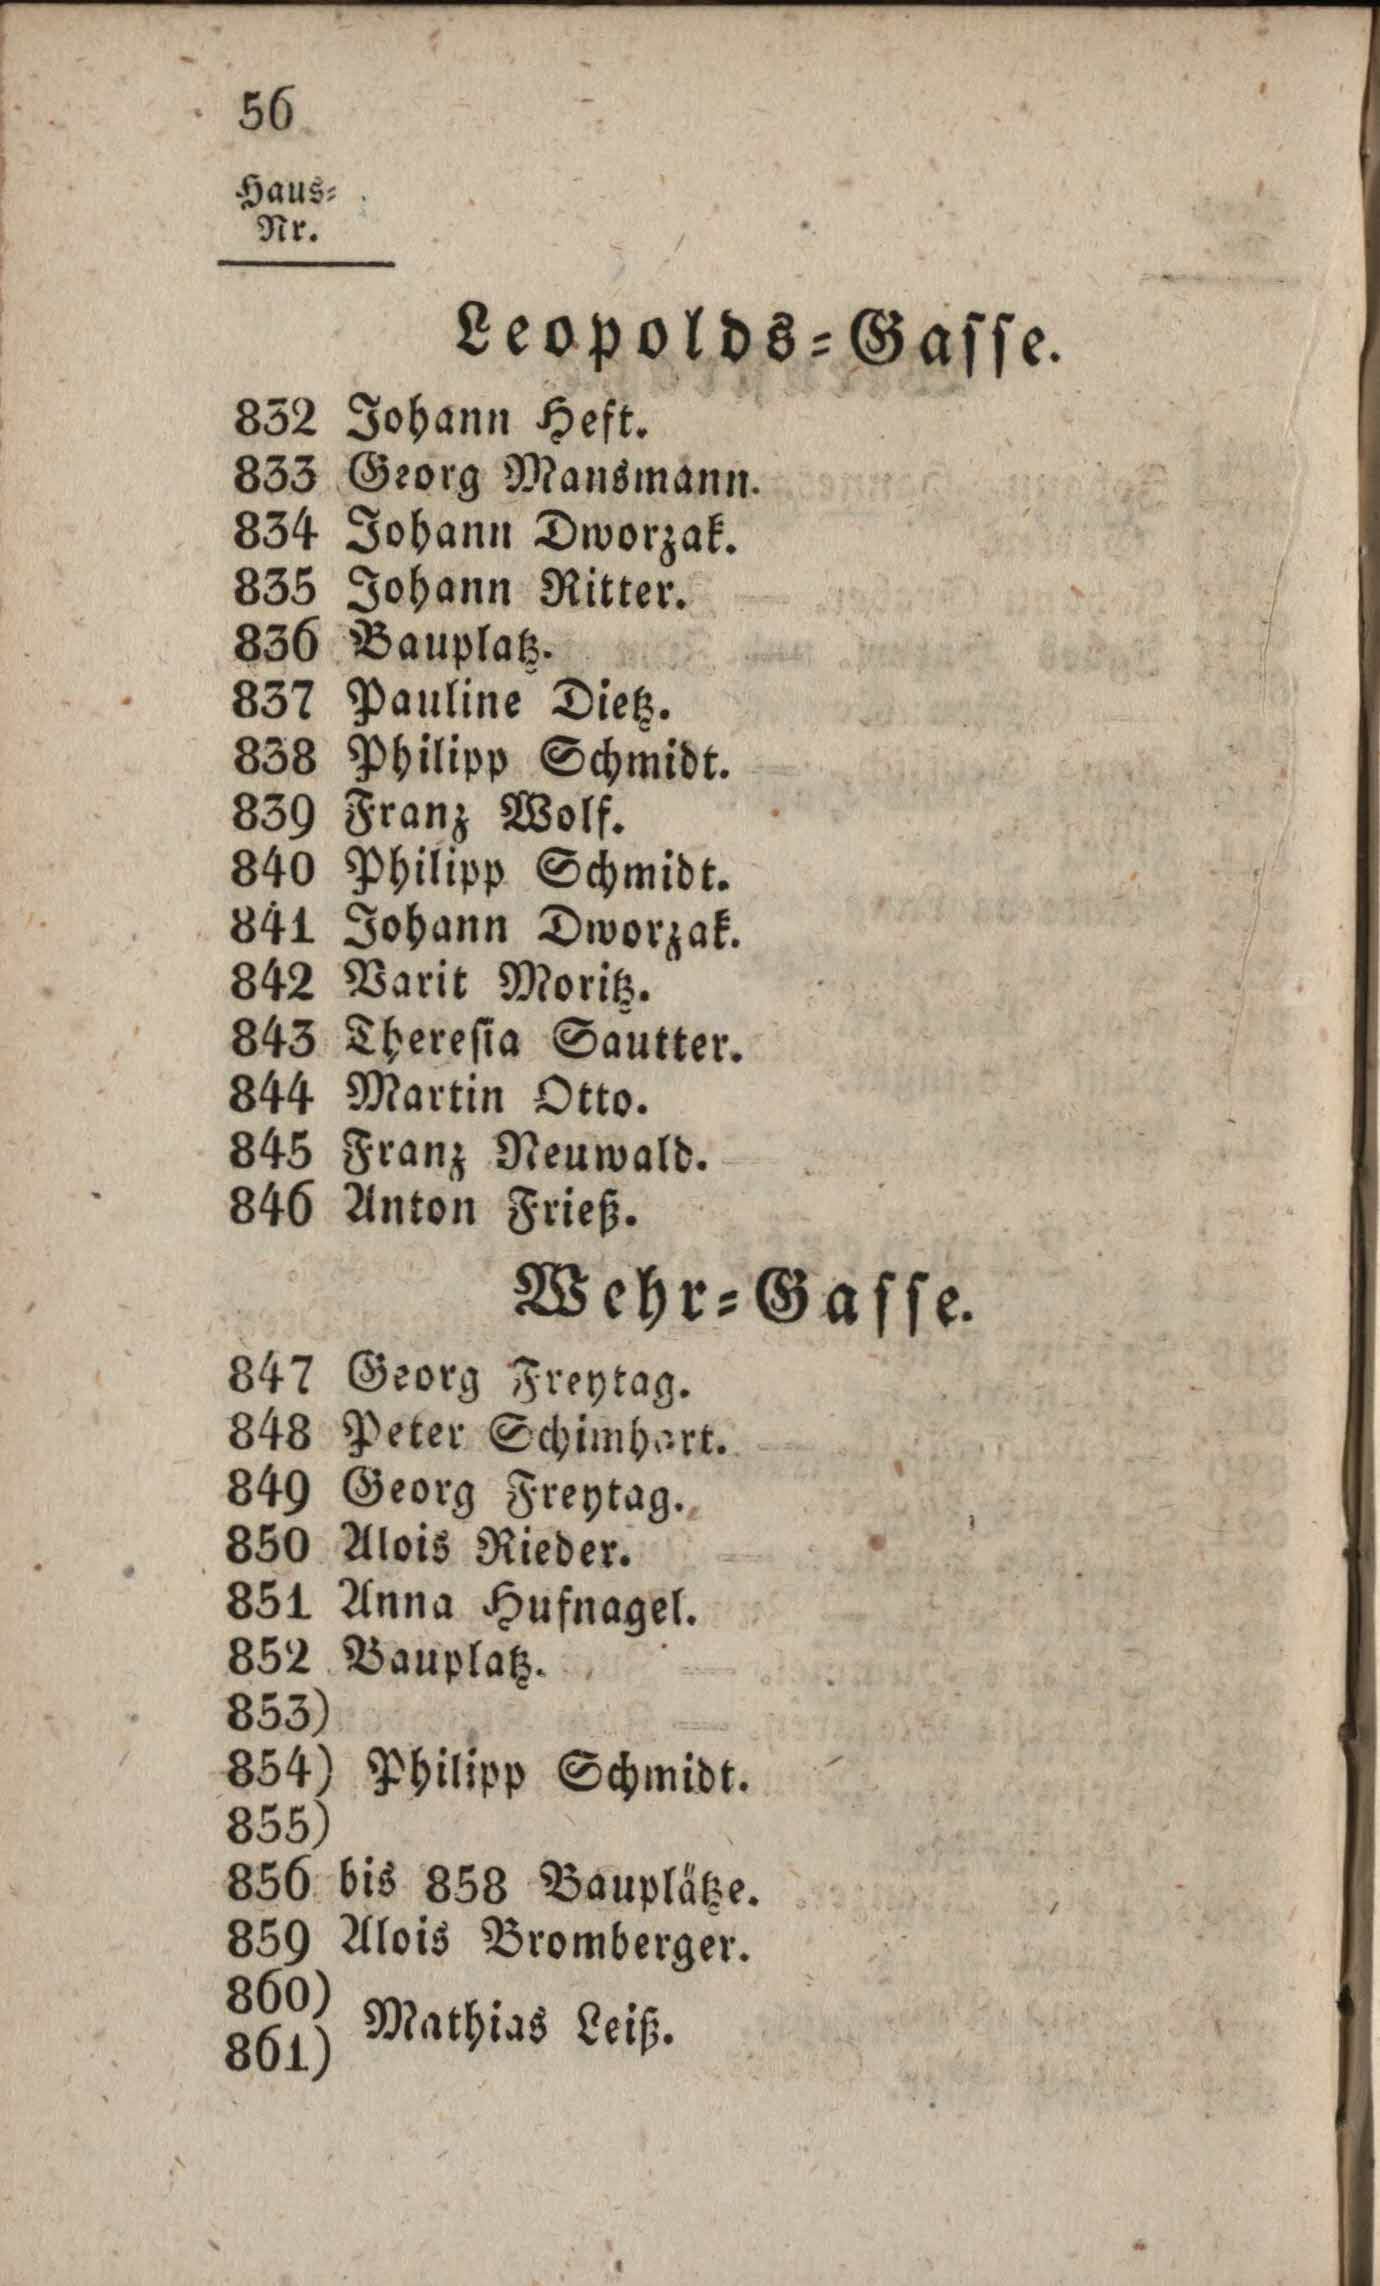 56
Haus-
Nr.
Leopolds-Gasse.
832 Johann Heft.
833 Georg Mansmann.
834 Johann Dworzak.
835 Johann Ritter.
836 Bauplatz.
837 Pauline Dietz.
838 Philipp Schmidt.
839 Franz Wolf.
840 Philipp Schmidt.
841 Johann Dworzak.
842 Varit Moritz.
843 Theresia Sautter.
844 Martin Otto.
845 Franz Neuwald.
846 Anton Frieß.
Wehr-Gasse.
847 Georg Freytag.
848 Peter Schimhart.
849 Georg Freytag.
850 Alois Rieder.
851 Anna Hufnagel.
852 Bauplatz.
853)
854) Philipp Schmidt.
855)
856 bis 858 Bauplätze.
859 Alois Bromberger.
860)
Mathias Leiß.
861)